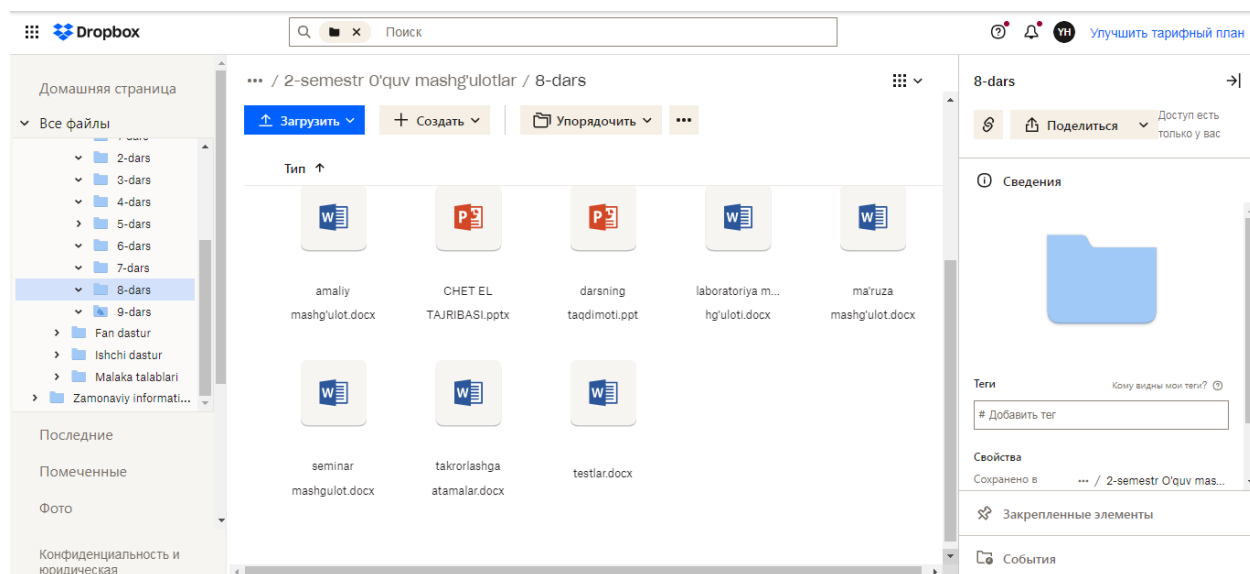 Dropbox
Поиск
YH
Улучшить тарифный план
Домашняя страница
Все файлы
2-dars
3-dars
4-dars
5-dars
6-dars
7-dars
8-dars
9-dars
Fan dastur
Ishchi dastur
Malaka talablari
Zamonaviy informati...
Последние
Помеченные
Фото
Конфиденциальность и
юридическая
••• / 2-semestr O'quv mashg'ulotlar / 8-dars
Загрузить
Создать
Упорядочить
•••
Тип ↑
amaliy
mashg'ulot.docx
CHET EL
TAJRIBASI.pptx
darsning
taqdimoti.ppt
laboratoriya m...
hg'uloti.docx
ma'ruza
mashg'ulot.docx
seminar
mashgulot.docx
takrorlashga
atamalar.docx
testlar.docx
8-dars
Поделиться
Доступ есть
только у вас
Сведения
Теги
Кому видны мои теги?
# Добавить тег
Свойства
Сохранено в
••• / 2-semestr O'quv mas...
Закрепленные элементы
События